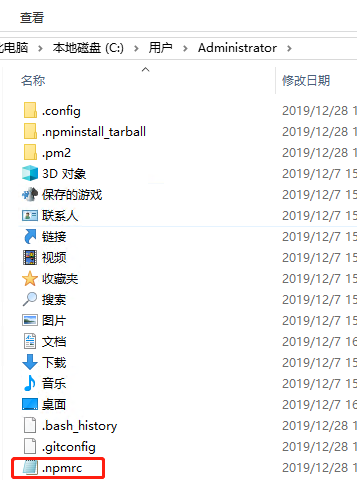 查看
电脑 › 本地磁盘 (C:) › 用户 › Administrator ›
名称 修改日期
.config 2019/12/28 1
.npminstall_tarball 2019/12/28 1
.pm2 2019/12/28 1
3D 对象 2019/12/7 15
保存的游戏 2019/12/7 15
联系人 2019/12/7 15
链接 2019/12/7 15
视频 2019/12/7 15
收藏夹 2019/12/7 15
搜索 2019/12/7 15
图片 2019/12/7 15
文档 2019/12/7 16
下载 2019/12/7 15
音乐 2019/12/7 15
桌面 2019/12/7 16
.bash_history 2019/12/28 1
.gitconfig 2019/12/28 1
.npmrc 2019/12/28 1